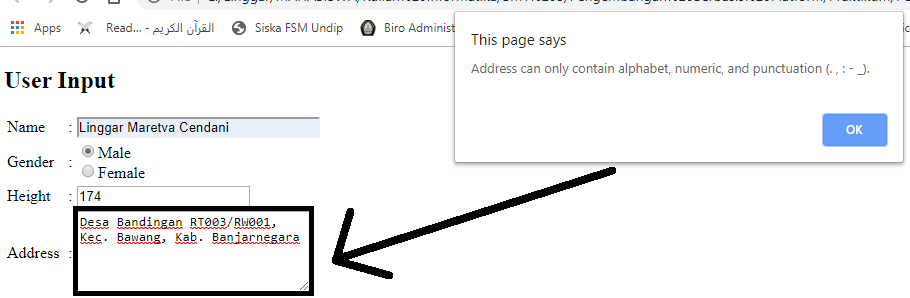 Apps
Read... - القرآن الكريم
Siska FSM Undip
Biro Administ
This page says
Address can only contain alphabet, numeric, and punctuation (. , : - _).
OK
User Input
Name : Linggar Maretva Cendani
Gender : Male
Female
Height : 174
Address : Desa Bandingan RT003/RW001,
Kec. Bawang, Kab. Banjarnegara